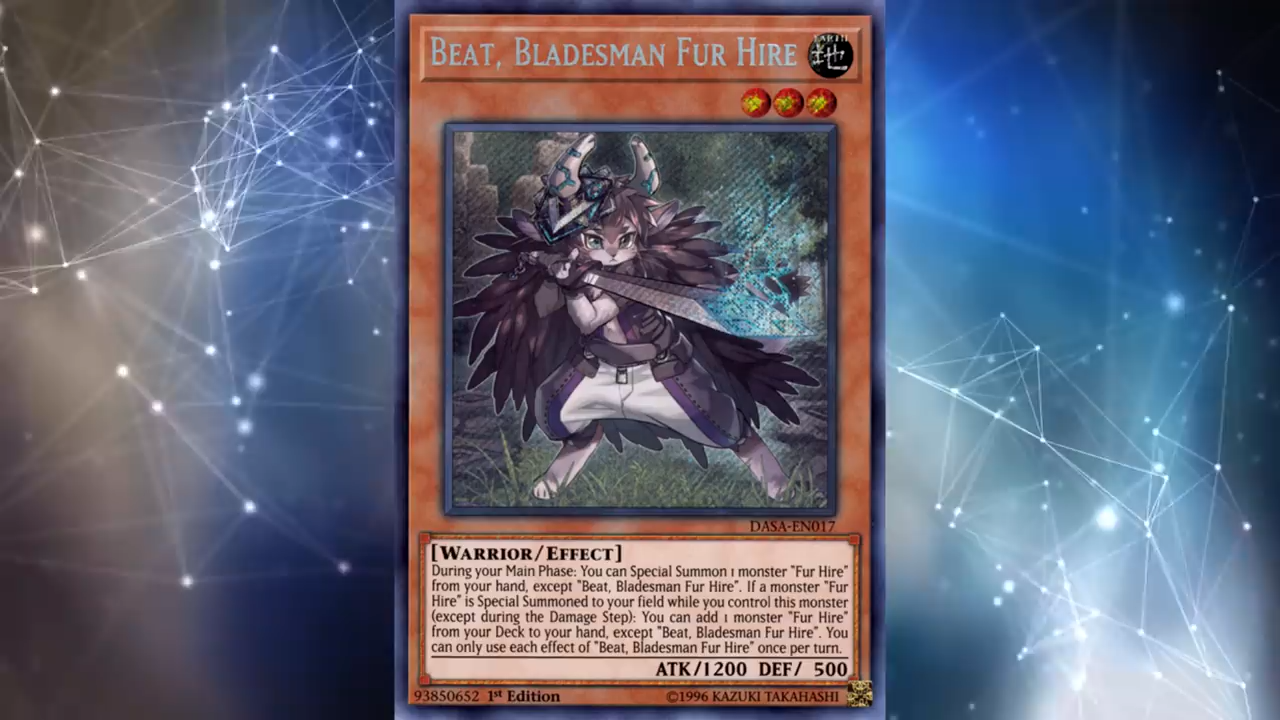 BEAT, BLADESMAN FUR HIRE
EARTH
地
DASA-EN017
[WARRIOR/EFFECT]
During your Main Phase: You can Special Summon 1 monster "Fur Hire"
from your hand, except "Beat, Bladesman Fur Hire". If a monster "Fur
Hire" is Special Summoned to your field while you control this monster
(except during the Damage Step): You can add 1 monster "Fur Hire"
from your Deck to your hand, except "Beat, Bladesman Fur Hire". You
can only use each effect of "Beat, Bladesman Fur Hire" once per turn.
ATK/1200 DEF/ 500
93850652 1st Edition ©1996 KAZUKI TAKAHASHI